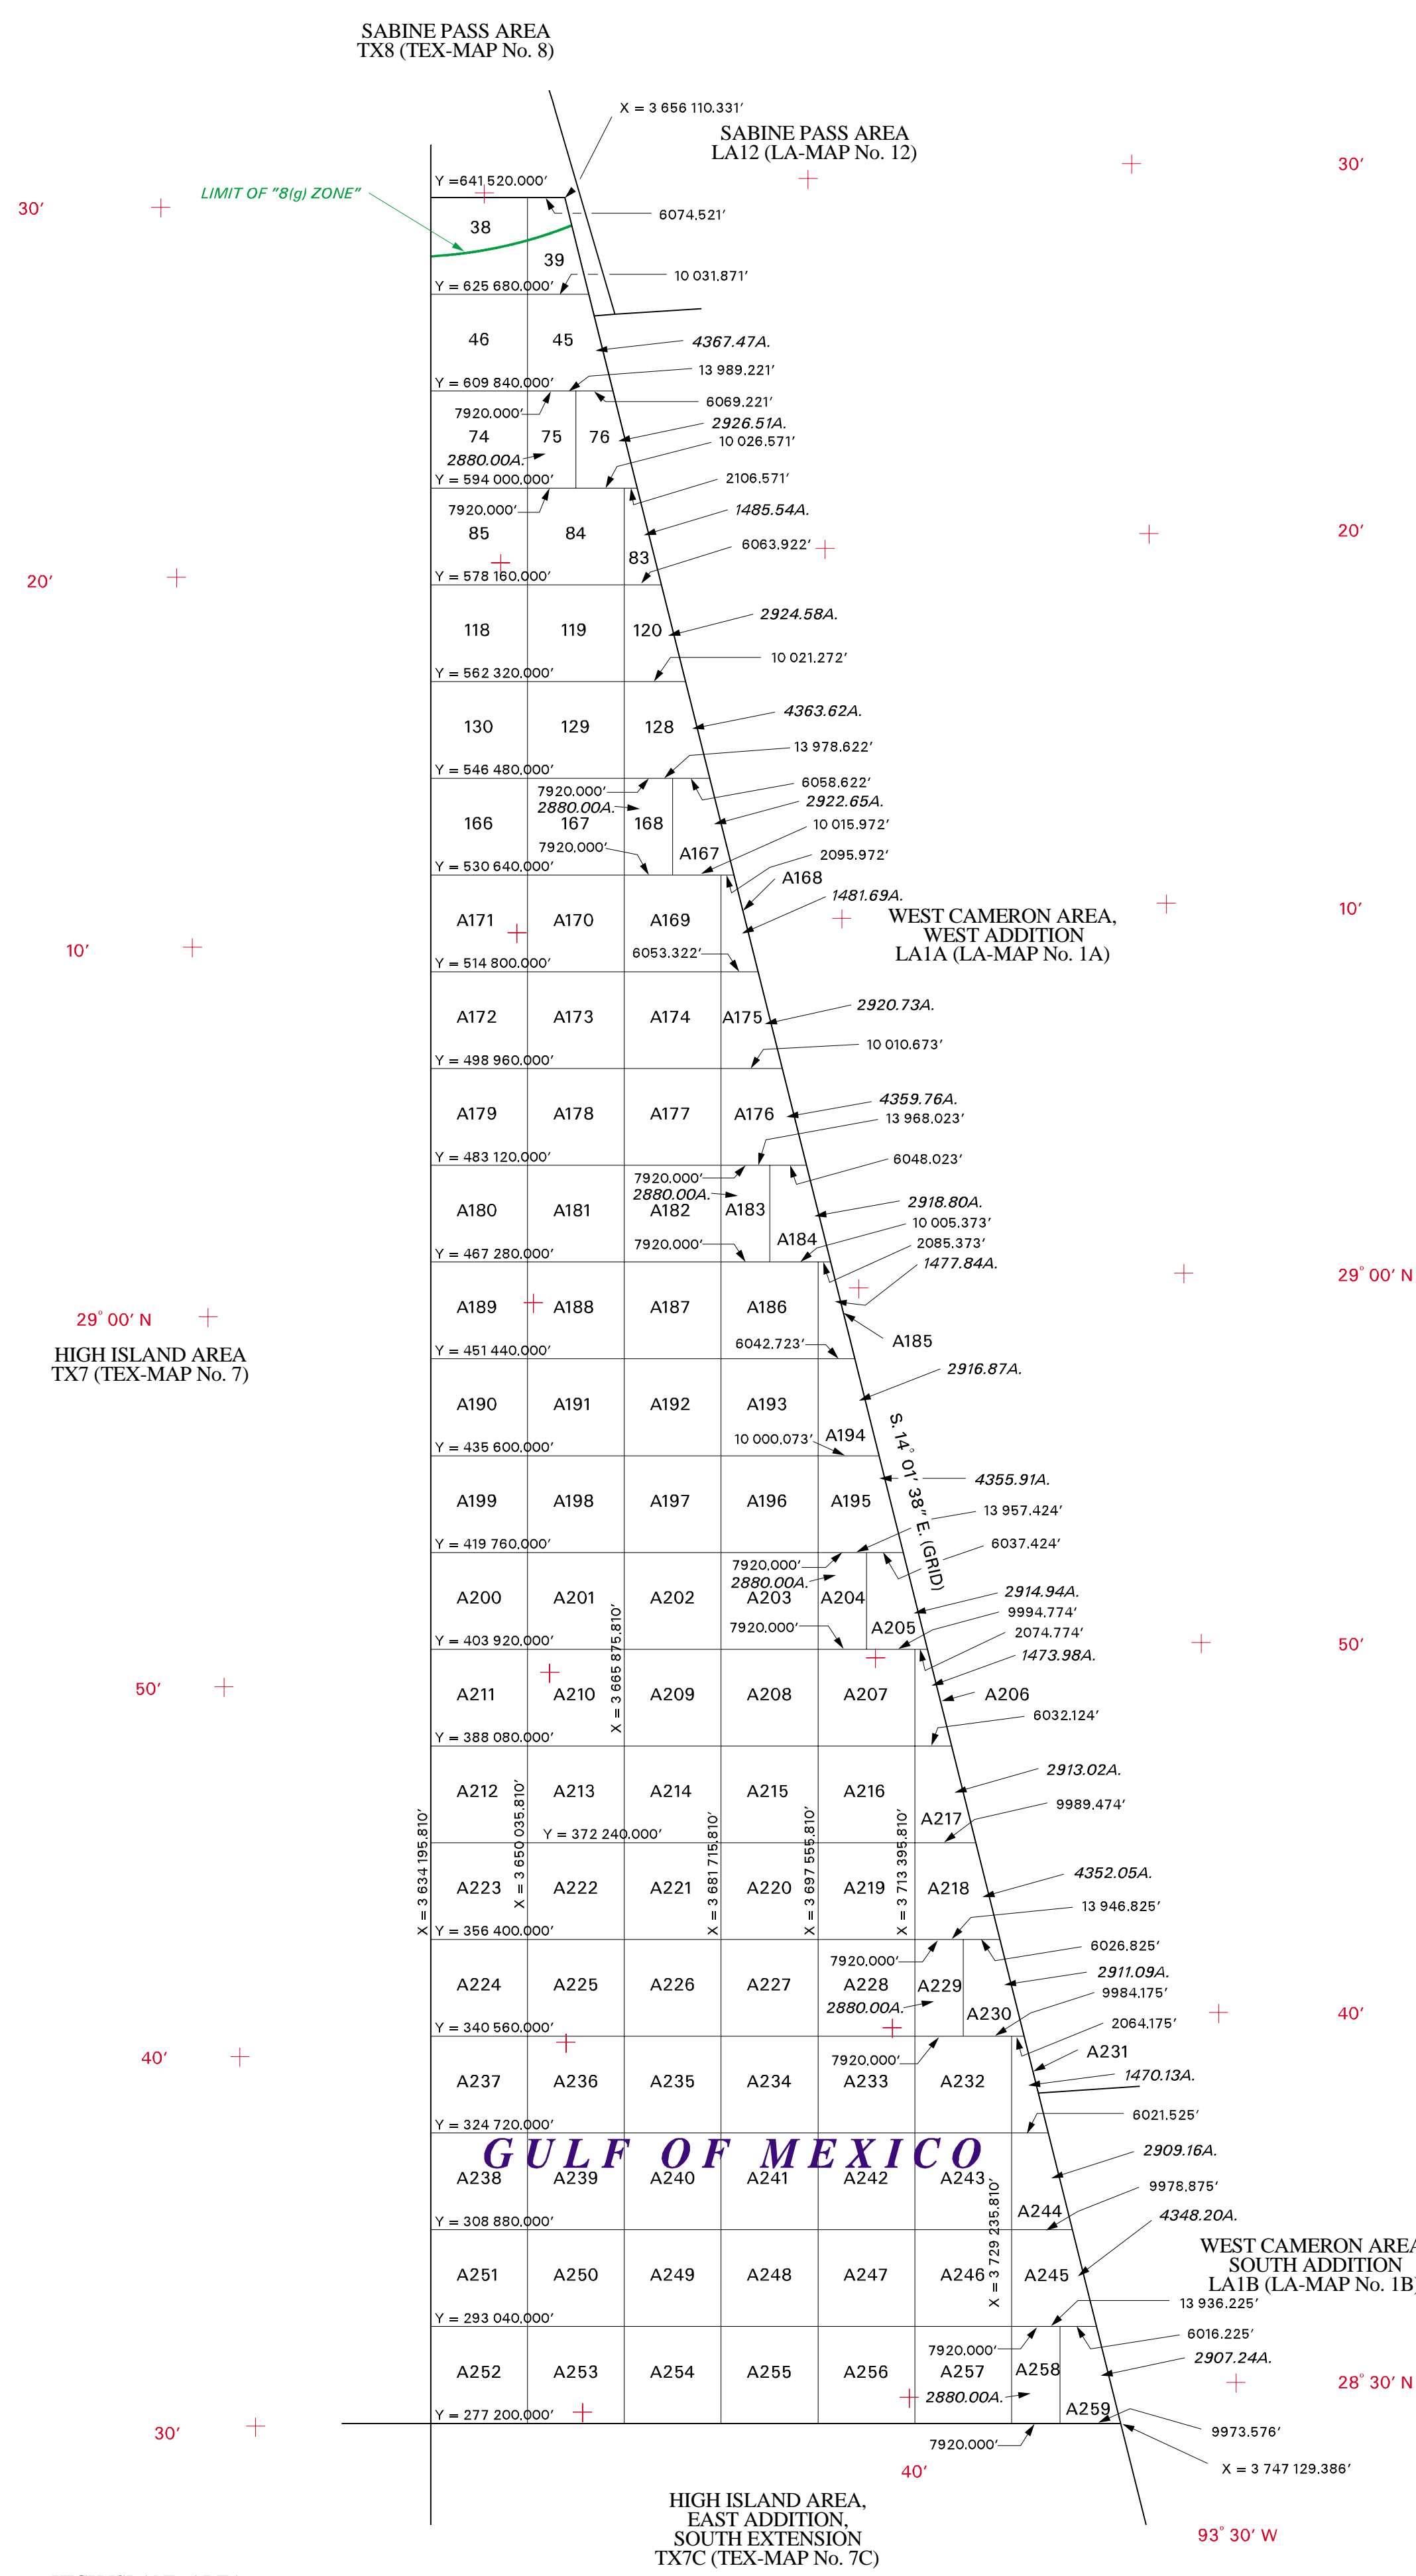 SABINE PASS AREA
TX8 (TEX-MAP No. 8)
X = 3 656 110.331′
SABINE PASS AREA
LA12 (LA-MAP No. 12)
30′
Y =641 520.000′
LIMIT OF "8(g) ZONE"
30′
6074.521′
38
39
10 031.871′
Y = 625 680.000′
46
45
4367.47A.
13 989.221′
Y = 609 840.000′
6069.221′
7920.000′
2926.51A.
74
75
76
10 026.571′
2880.00A.
Y = 594 000.000′
2106.571′
7920.000′
1485.54A.
85
84
20′
6063.922′
83
Y = 578 160.000′
20′
2924.58A.
118
119
120
10 021.272′
Y = 562 320.000′
4363.62A.
130
129
128
13 978.622′
Y = 546 480.000′
6058.622′
7920.000′
2922.65A.
2880.00A.
166
167
168
10 015.972′
7920.000′
A167
2095.972′
Y = 530 640.000′
A168
1481.69A.
10′
WEST CAMERON AREA,
WEST ADDITION
LA1A (LA-MAP No. 1A)
A171
A170
A169
10′
6053.322′
Y = 514 800.000′
2920.73A.
A172
A173
A174
A175
10 010.673′
Y = 498 960.000′
4359.76A.
A179
A178
A177
A176
13 968.023′
Y = 483 120.000′
6048.023′
7920.000′
2880.00A.
2918.80A.
A180
A181
A182
A183
10 005.373′
A184
7920.000′
2085.373′
Y = 467 280.000′
1477.84A.
29° 00′ N
A189
A188
A187
A186
29° 00′ N
A185
6042.723′
Y = 451 440.000′
HIGH ISLAND AREA
TX7 (TEX-MAP No. 7)
2916.87A.
A190
A191
A192
A193
A194
10 000.073′
Y = 435 600.000′
S. 14° 01′ 38″ E. (GRID)
4355.91A.
A199
A198
A197
A196
A195
13 957.424′
Y = 419 760.000′
6037.424′
7920.000′
2880.00A.
2914.94A.
A200
A201
A202
A203
A204
9994.774′
A205
7920.000′
2074.774′
Y = 403 920.000′
50′
1473.98A.
X = 3 665 875.810′
50′
A211
A210
A209
A208
A207
A206
6032.124′
Y = 388 080.000′
2913.02A.
A212
A213
A214
A215
A216
9989.474′
A217
Y = 372 240.000′
X = 3 634 195.810′
X = 3 650 035.810′
X = 3 681 715.810′
X = 3 697 555.810′
X = 3 713 395.810′
4352.05A.
A223
A222
A221
A220
A219
A218
13 946.825′
Y = 356 400.000′
6026.825′
7920.000′
2911.09A.
A224
A225
A226
A227
A228
A229
9984.175′
2880.00A.
A230
40′
Y = 340 560.000′
2064.175′
40′
7920.000′
A231
A237
A236
A235
A234
A233
A232
1470.13A.
6021.525′
Y = 324 720.000′
GULF OF MEXICO
2909.16A.
A238
A239
A240
A241
A242
A243
9978.875′
X = 3 729 235.810′
A244
4348.20A.
Y = 308 880.000′
WEST CAMERON AREA
SOUTH ADDITION
LA1B (LA-MAP No. 1B)
A251
A250
A249
A248
A247
A246
A245
13 936.225′
Y = 293 040.000′
6016.225′
7920.000′
2907.24A.
A252
A253
A254
A255
A256
A257
A258
28° 30′ N
2880.00A.
A259
Y = 277 200.000′
30′
9973.576′
7920.000′
X = 3 747 129.386′
40′
HIGH ISLAND AREA,
EAST ADDITION,
SOUTH EXTENSION
TX7C (TEX-MAP No. 7C)
93° 30′ W